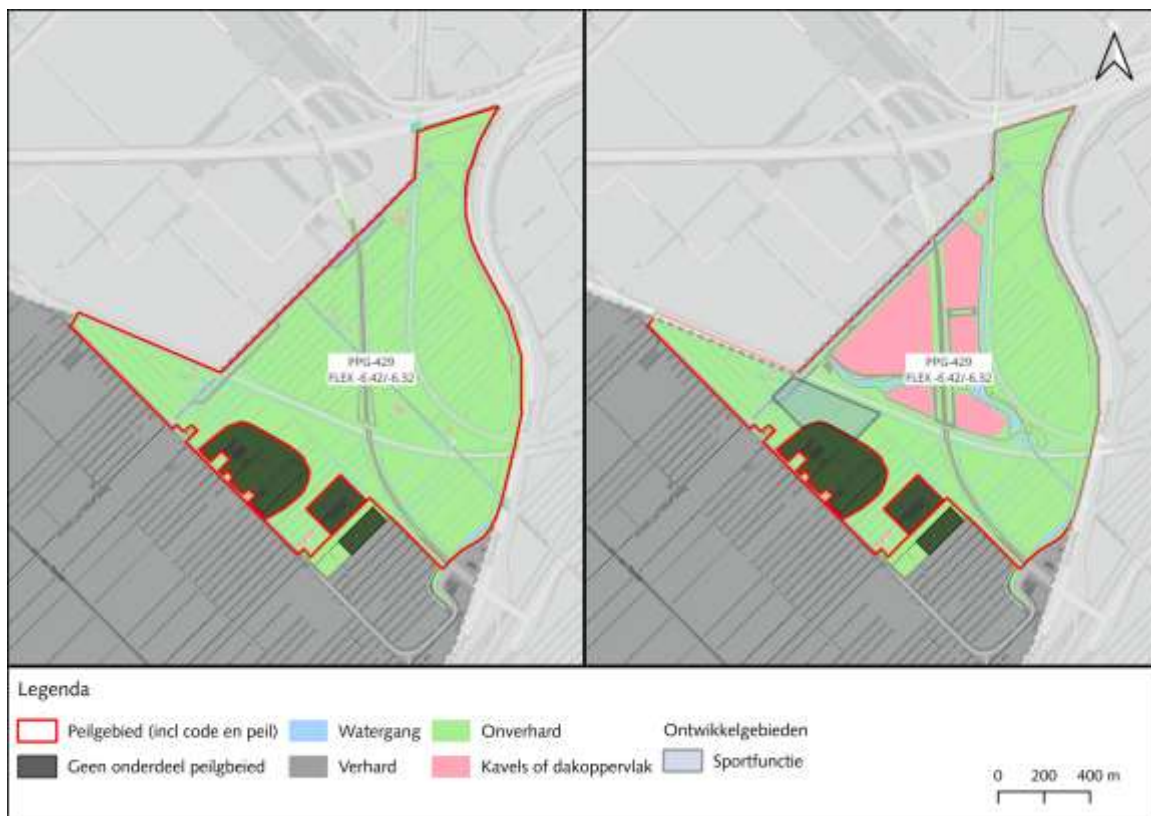 PPG-429
FLEX -6.42/-6.32
PPG-429
FLEX -6.42/-6.32
Legenda
Peilgebied (incl code en peil)
Watergang
Onverhard
Ontwikkelgebieden
Geen onderdeel peilgbeied
Verhard
Kavels of dakoppervlak
Sportfunctie
0 200 400 m